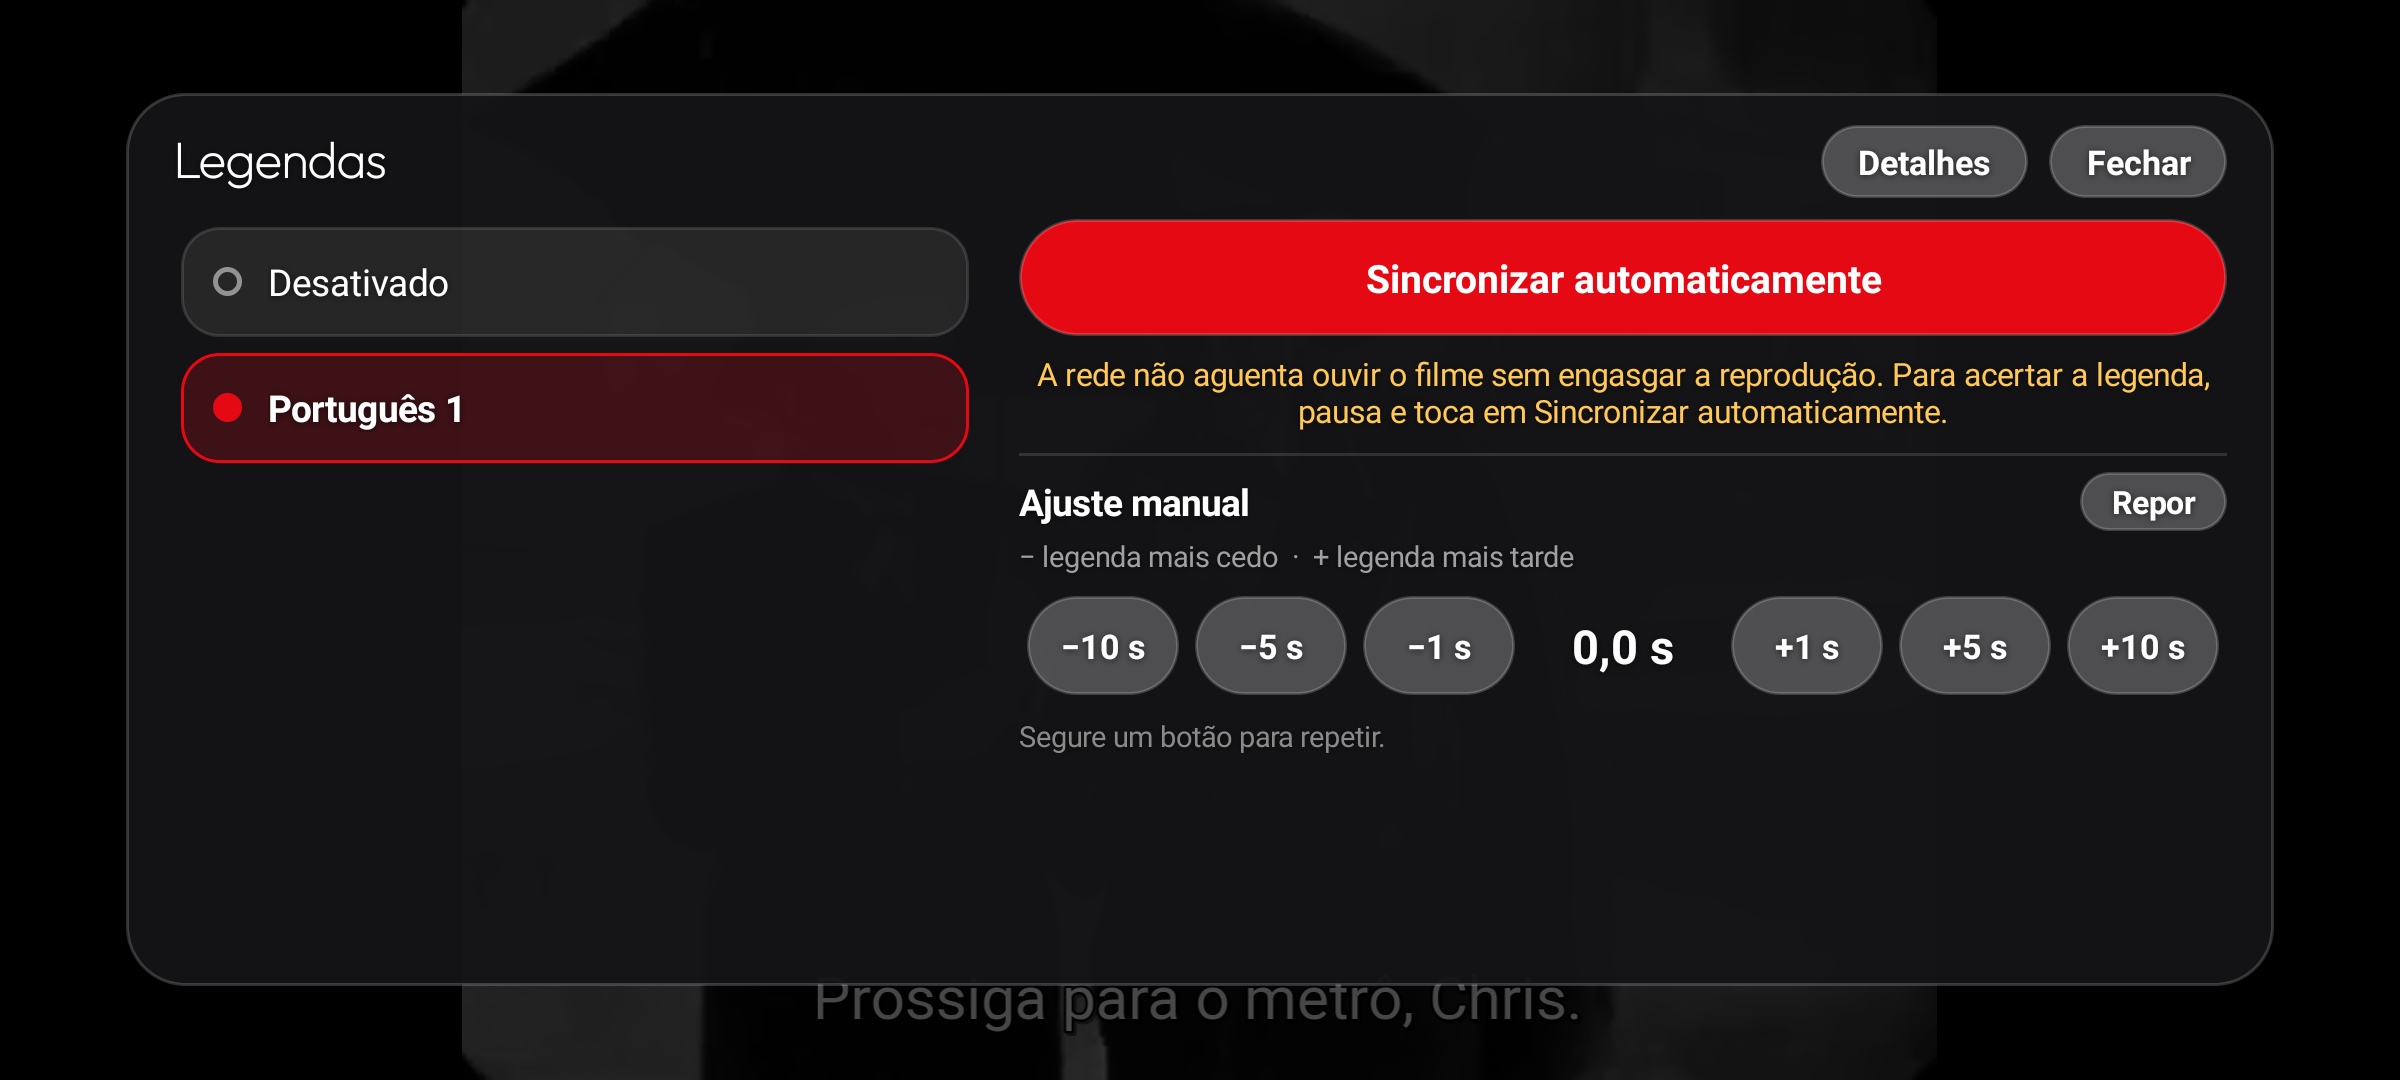 Legendas
Detalhes
Fechar
Desativado
Português 1
Sincronizar automaticamente
A rede não aguenta ouvir o filme sem engasgar a reprodução. Para acertar a legenda,
pausa e toca em Sincronizar automaticamente.
Ajuste manual
Repor
− legenda mais cedo · + legenda mais tarde
−10 s
−5 s
−1 s
0,0 s
+1 s
+5 s
+10 s
Segure um botão para repetir.
Prossiga para o metrô, Chris.